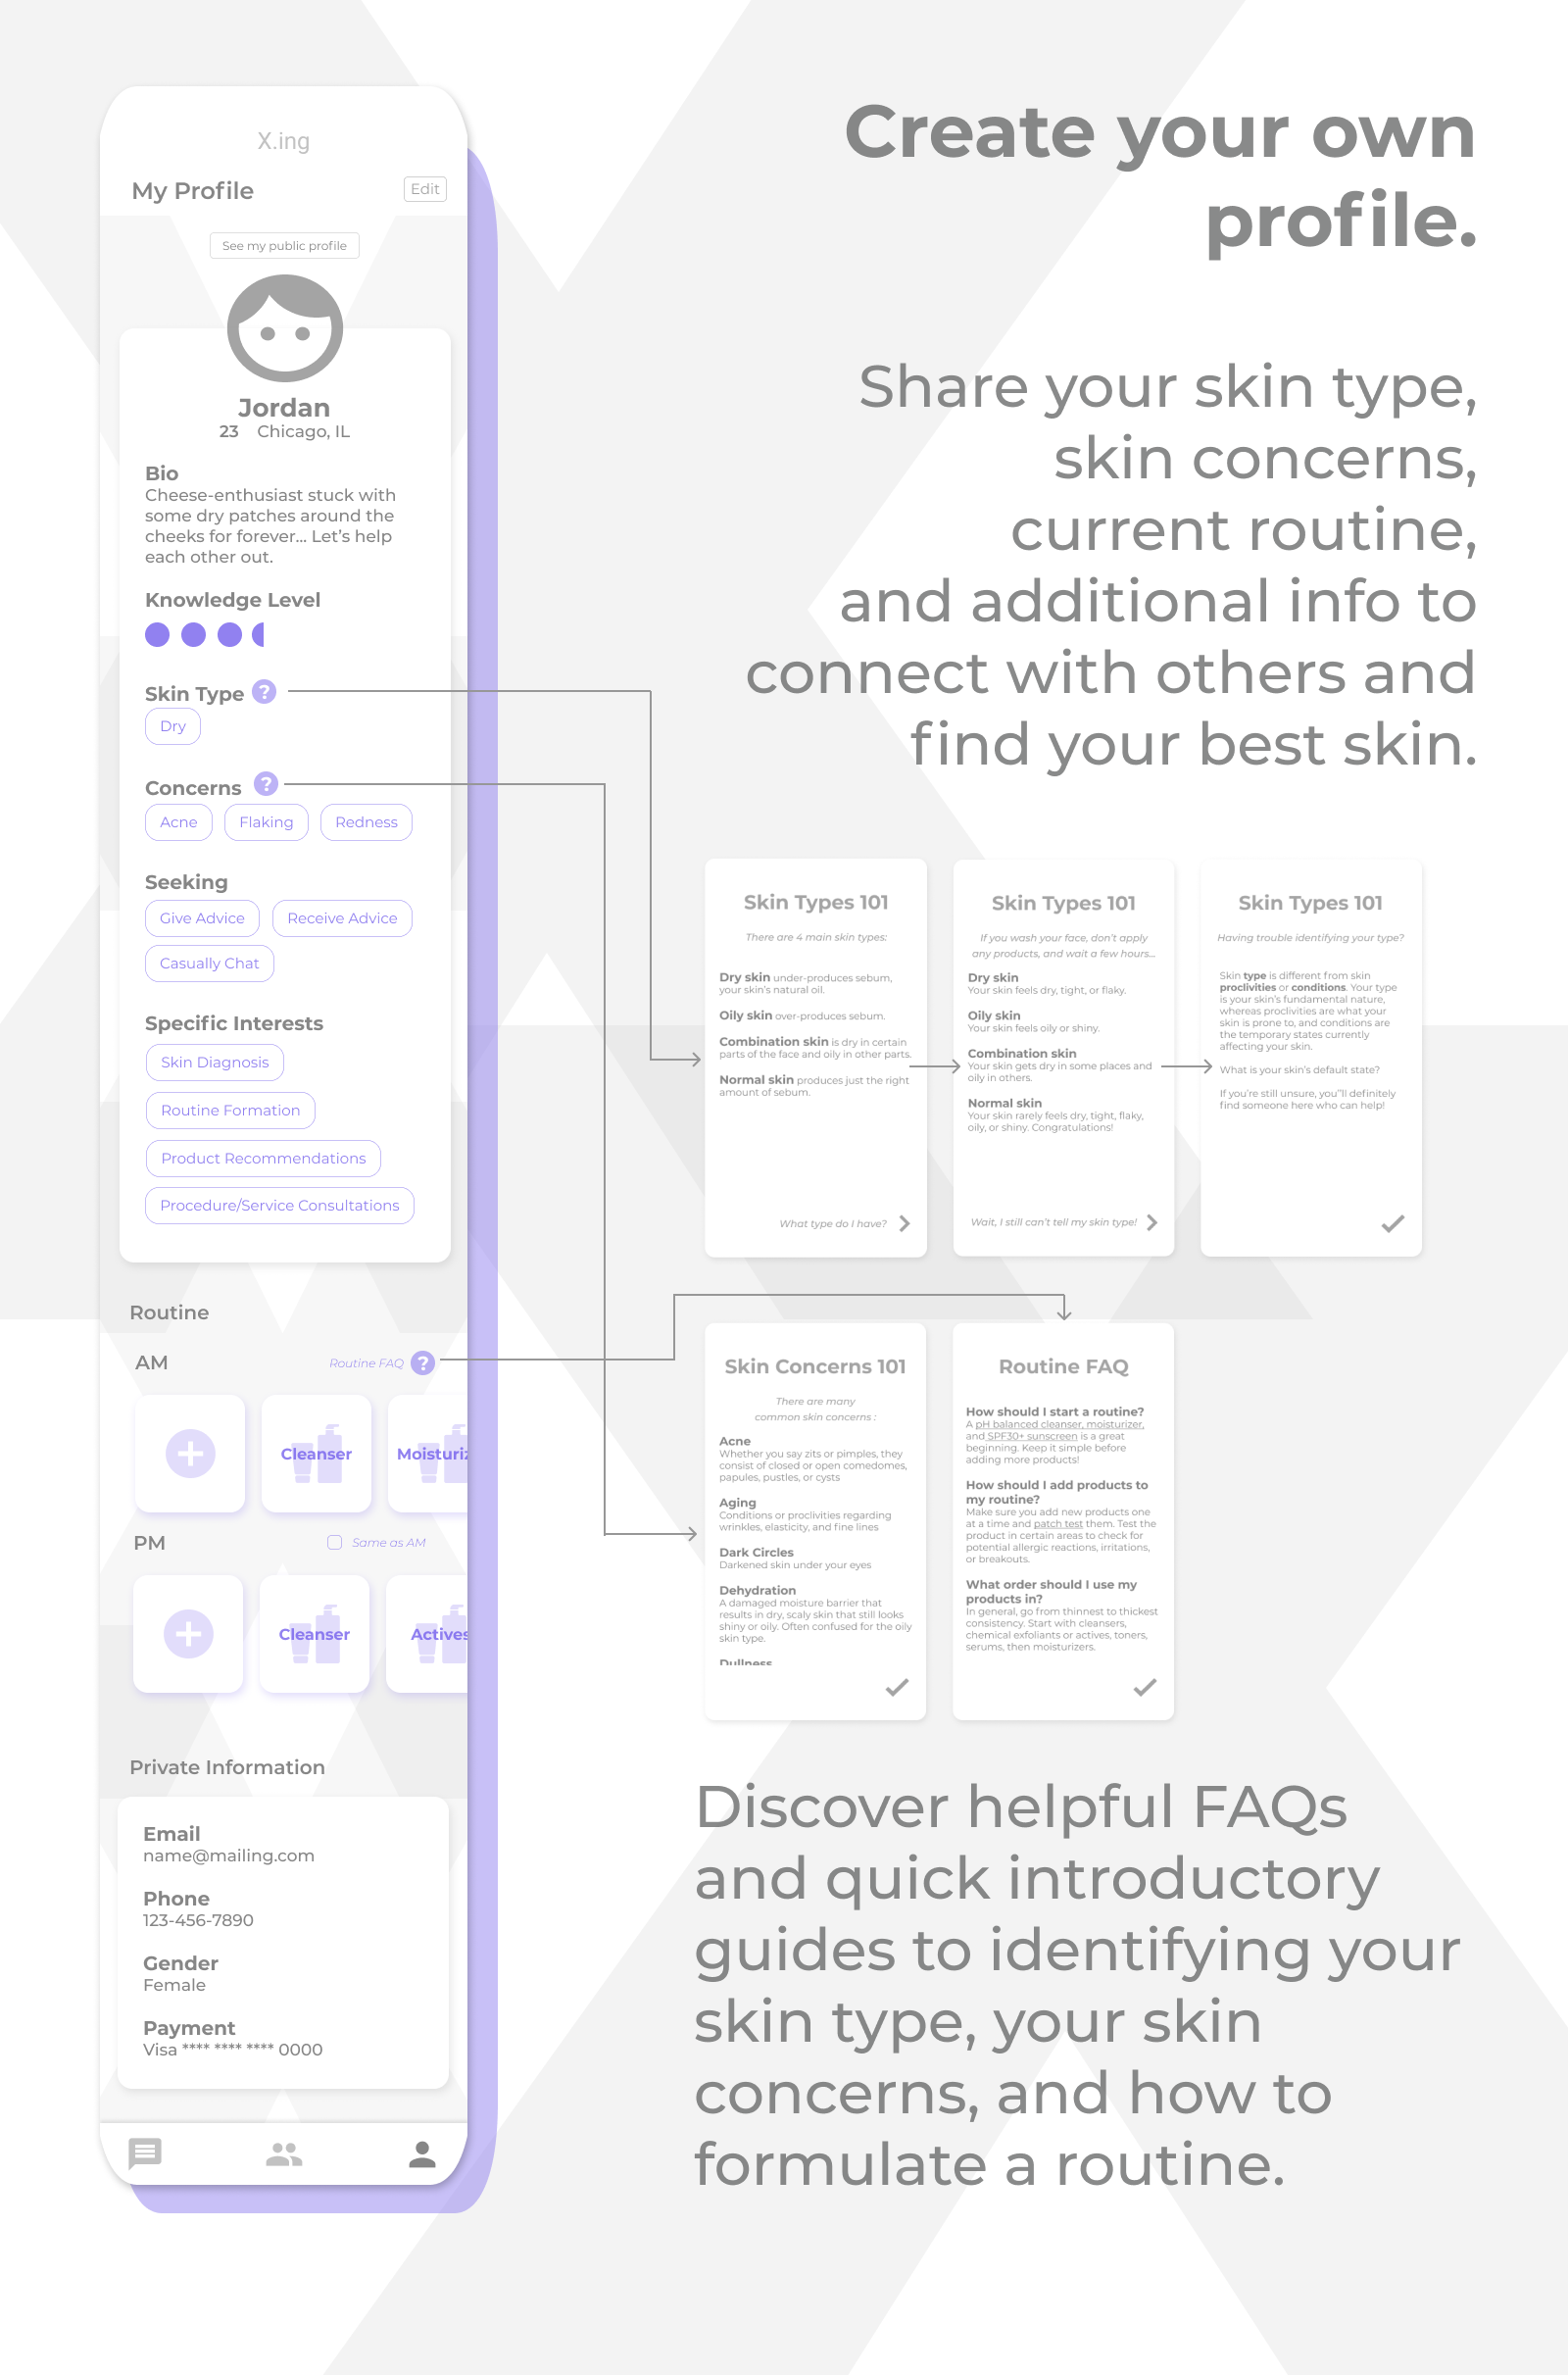 X.ing
My Profile
Edit
See my public profile
Jordan
23 Chicago, IL
Bio
Cheese-enthusiast stuck with
some dry patches around the
cheeks for forever... Let's help
each other out.
Knowledge Level
Skin Type ?
Dry
Concerns ?
Acne Flaking Redness
Seeking
Give Advice Receive Advice
Casually Chat
Specific Interests
Skin Diagnosis
Routine Formation
Product Recommendations
Procedure/Service Consultations
Routine
AM Routine FAQ ?
Cleanser Moisturiz
PM Same as AM
Cleanser Actives
Private Information
Email
name@mailing.com
Phone
123-456-7890
Gender
Female
Payment
Visa **** **** **** 0000
Create your own
profile.
Share your skin type,
skin concerns,
current routine,
and additional info to
connect with others and
find your best skin.
Skin Types 101
There are 4 main skin types:
Dry skin under-produces sebum,
your skin's natural oil.
Oily skin over-produces sebum.
Combination skin is dry in certain
parts of the face and oily in other parts.
Normal skin produces just the right
amount of sebum.
What type do I have?
Skin Types 101
If you wash your face, don't apply
any products, and wait a few hours...
Dry skin
Your skin feels dry, tight, or flaky.
Oily skin
Your skin feels oily or shiny.
Combination skin
Your skin gets dry in some places and
oily in others.
Normal skin
Your skin rarely feels dry, tight, flaky,
oily, or shiny. Congratulations!
Wait, I still can't tell my skin type!
Skin Types 101
Having trouble identifying your type?
Skin type is different from skin
proclivities or conditions. Your type
is your skin's fundamental nature,
whereas proclivities are what your
skin is prone to, and conditions are
the temporary states currently
affecting your skin.
What is your skin's default state?
If you're still unsure, you"ll definitely
find someone here who can help!
Skin Concerns 101
There are many
common skin concerns :
Acne
Whether you say zits or pimples, they
consist of closed or open comedomes,
papules, pustles, or cysts
Aging
Conditions or proclivities regarding
wrinkles, elasticity, and fine lines
Dark Circles
Darkened skin under your eyes
Dehydration
A damaged moisture barrier that
results in dry, scaly skin that still looks
shiny or oily. Often confused for the oily
skin type.
Dullness
Routine FAQ
How should I start a routine?
A pH balanced cleanser, moisturizer,
and SPF30+ sunscreen is a great
beginning. Keep it simple before
adding more products!
How should I add products to
my routine?
Make sure you add new products one
at a time and patch test them. Test the
product in certain areas to check for
potential allergic reactions, irritations,
or breakouts.
What order should I use my
products in?
In general, go from thinnest to thickest
consistency. Start with cleansers,
chemical exfoliants or actives, toners,
serums, then moisturizers.
Discover helpful FAQs
and quick introductory
guides to identifying your
skin type, your skin
concerns, and how to
formulate a routine.